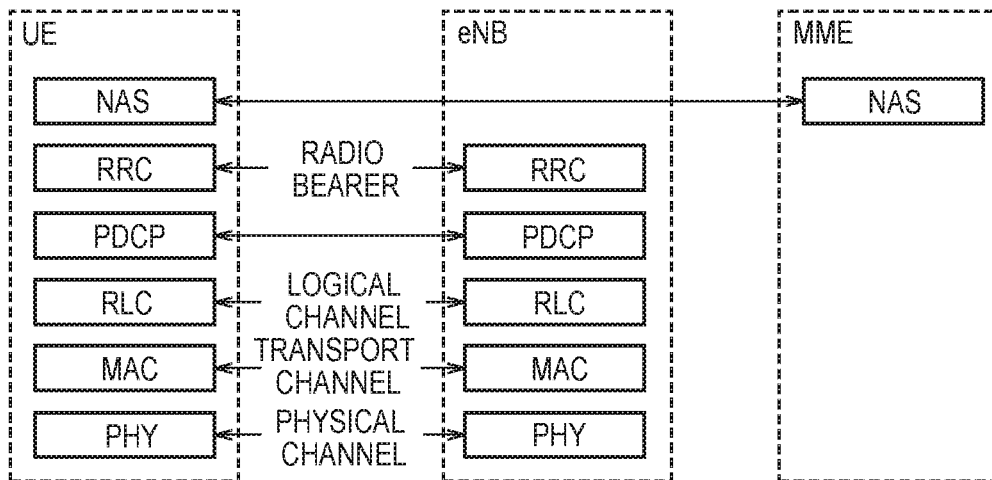 UE eNB MME
NAS NAS
RRC RADIO BEARER RRC
PDCP PDCP
RLC LOGICAL CHANNEL RLC
MAC TRANSPORT CHANNEL MAC
PHY PHYSICAL CHANNEL PHY